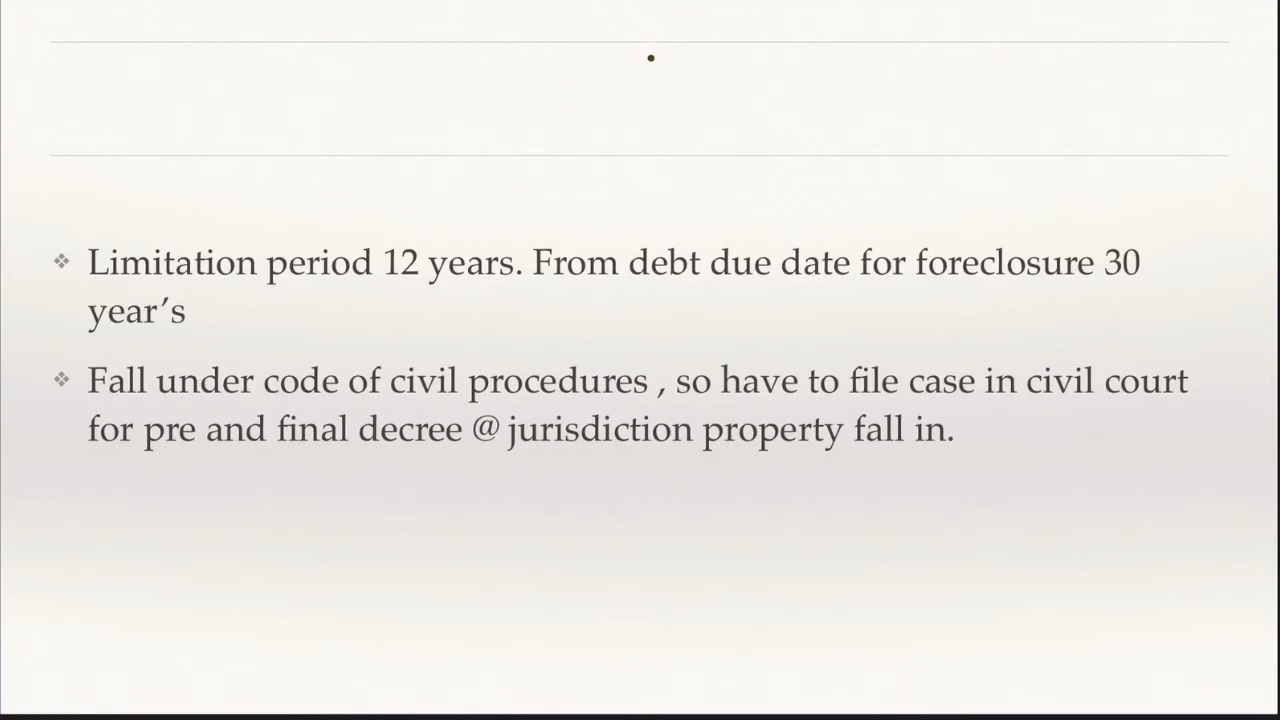 Limitation period 12 years. From debt due date for foreclosure 30
year’s
Fall under code of civil procedures , so have to file case in civil court
for pre and final decree @ jurisdiction property fall in.